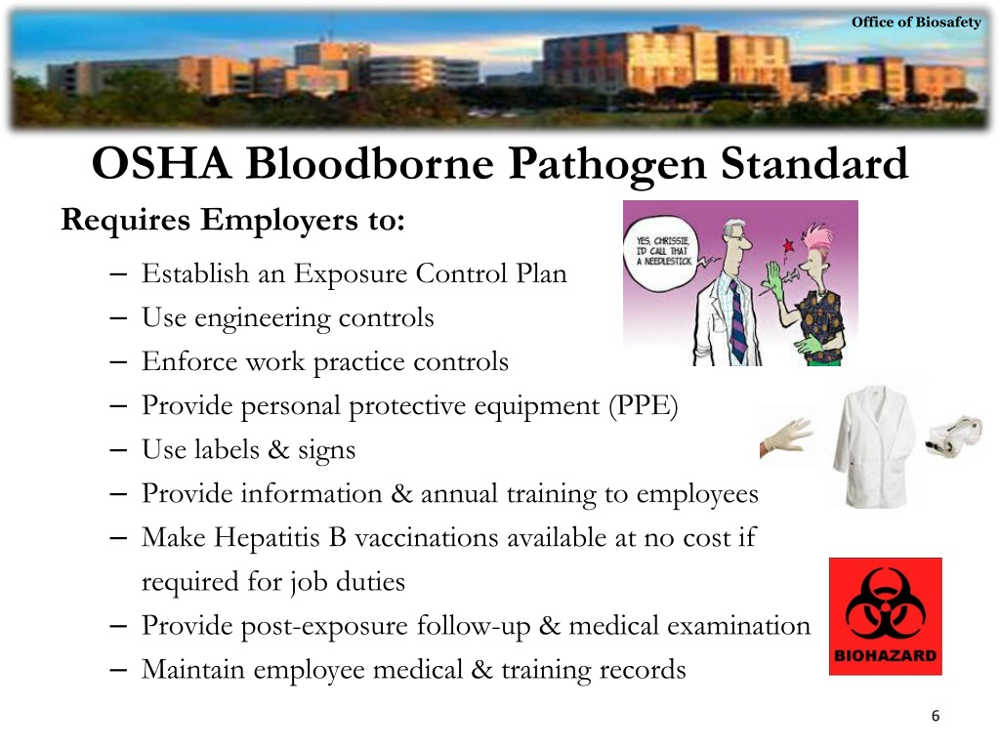 Office of Biosafety
OSHA Bloodborne Pathogen Standard
Requires Employers to:
YES, CHRISSIE,
I'D CALL THAT
A NEEDLESTICK.
– Establish an Exposure Control Plan
– Use engineering controls
– Enforce work practice controls
– Provide personal protective equipment (PPE)
– Use labels & signs
– Provide information & annual training to employees
– Make Hepatitis B vaccinations available at no cost if
required for job duties
– Provide post-exposure follow-up & medical examination
– Maintain employee medical & training records
BIOHAZARD
6